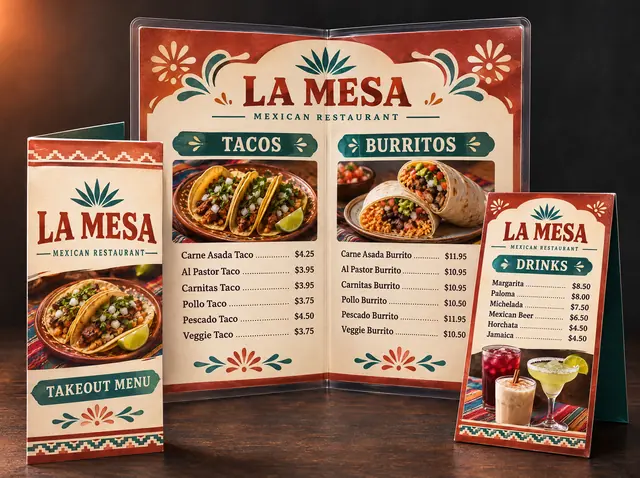 LA MESA
MEXICAN RESTAURANT
TACOS
Carne Asada Taco ........ $4.25
Al Pastor Taco ........ $3.95
Carnitas Taco ........ $3.95
Pollo Taco ........ $3.75
Pescado Taco ........ $4.50
Veggie Taco ........ $3.75
BURRITOS
Carne Asada Burrito ........ $11.95
Al Pastor Burrito ........ $10.95
Carnitas Burrito ........ $10.95
Pollo Burrito ........ $10.50
Pescado Burrito ........ $11.95
Veggie Burrito ........ $10.50
LA MESA
MEXICAN RESTAURANT
TAKEOUT MENU
LA MESA
MEXICAN RESTAURANT
DRINKS
Margarita ........ $8.50
Paloma ........ $8.00
Michelada ........ $7.50
Mexican Beer ........ $6.50
Horchata ........ $4.50
Jamaica ........ $4.50